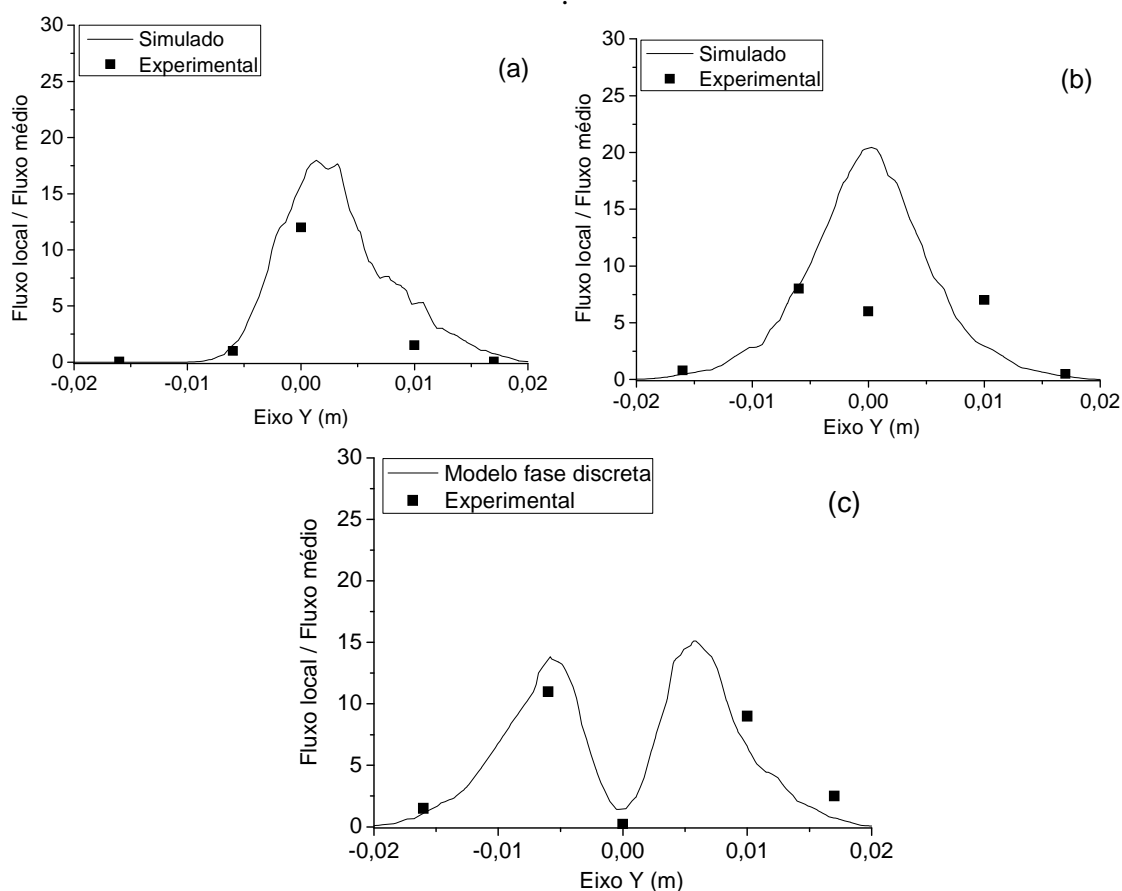 Simulado
Experimental
(a)
30
25
20
15
10
5
0
-0,02 -0,01 0,00 0,01 0,02
Eixo Y (m)
Fluxo local / Fluxo médio
Simulado
Experimental
(b)
30
25
20
15
10
5
0
-0,02 -0,01 0,00 0,01 0,02
Eixo Y (m)
Fluxo local / Fluxo médio
Modelo fase discreta
Experimental
(c)
30
25
20
15
10
5
0
-0,02 -0,01 0,00 0,01 0,02
Eixo Y (m)
Fluxo local / Fluxo médio